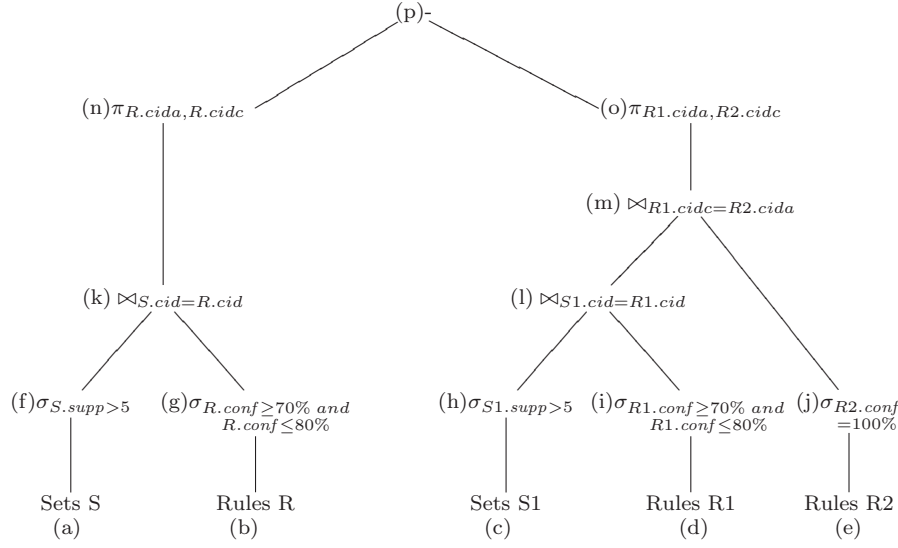 (p)-
(n)π_{R.cida,R.cidc} (o)π_{R1.cida,R2.cidc}
(m) ⋈_{R1.cidc=R2.cida}
(k) ⋈_{S.cid=R.cid} (l) ⋈_{S1.cid=R1.cid}
(f)σ_{S.supp>5} (g)σ_{R.conf≥70% and} (h)σ_{S1.supp>5} (i)σ_{R1.conf≥70% and} (j)σ_{R2.conf}
R.conf≤80% R1.conf≤80% =100%
Sets S Rules R Sets S1 Rules R1 Rules R2
(a) (b) (c) (d) (e)